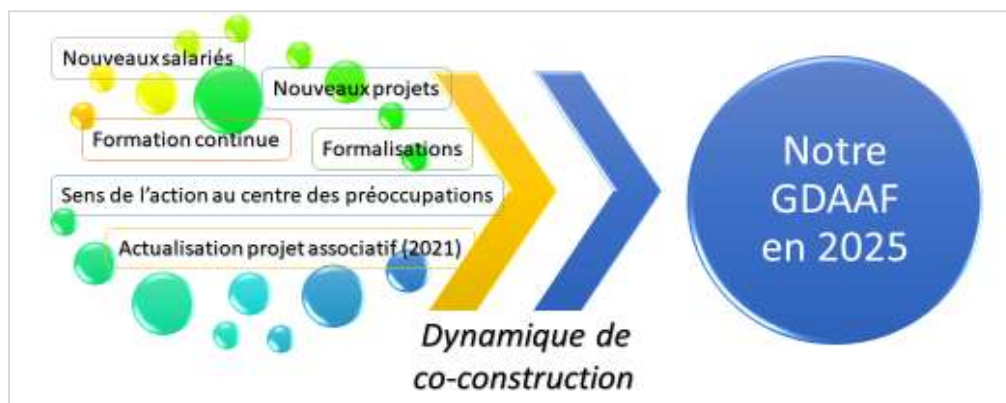 Nouveaux salariés
Nouveaux projets
Formation continue
Formalisations
Sens de l'action au centre des préoccupations
Actualisation projet associatif (2021)
Dynamique de
co-construction
Notre
GDAAF
en 2025